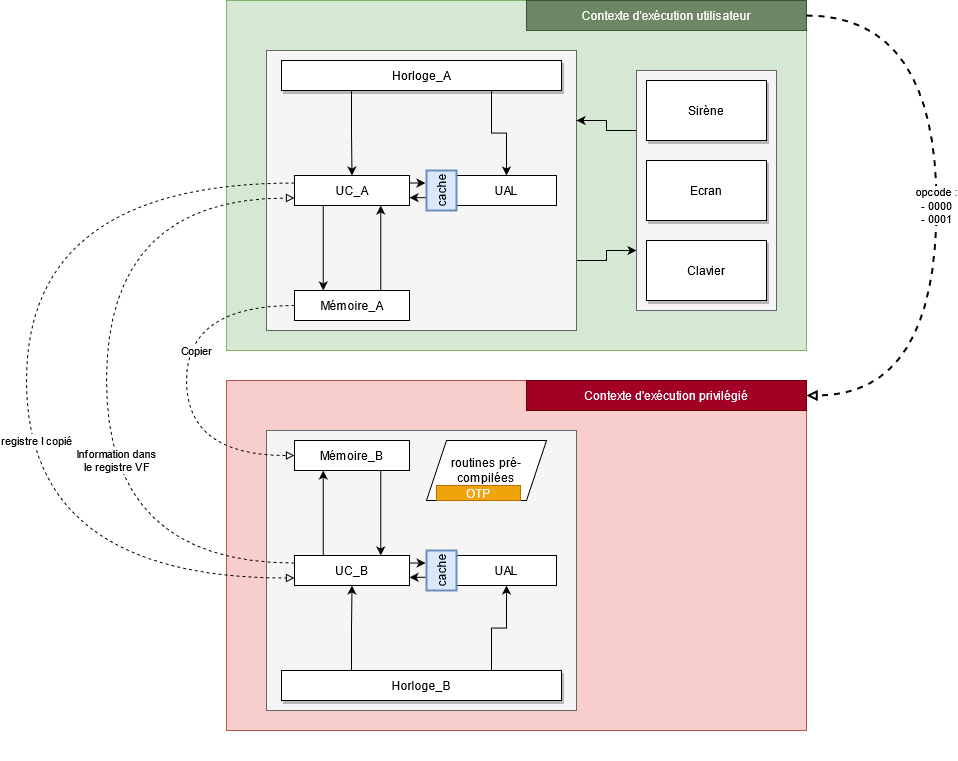 Contexte d'exécution utilisateur
Horloge_A
Sirène
UC_A
cache
UAL
Ecran
opcode :
- 0000
- 0001
Clavier
Mémoire_A
Copier
Contexte d'exécution privilégié
registre I copié
Information dans
le registre VF
Mémoire_B
routines pré-
compilées
OTP
UC_B
cache
UAL
Horloge_B